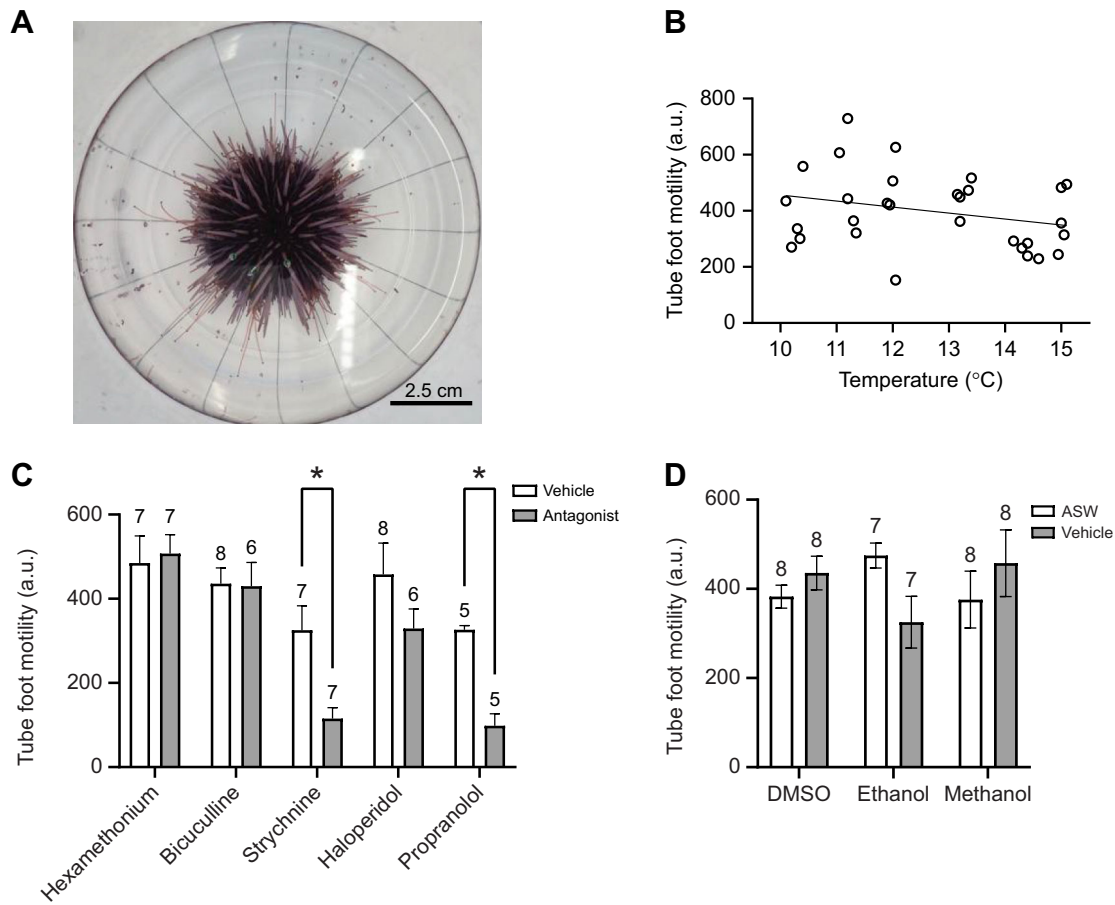 A
2.5 cm
B
Tube foot motility (a.u.)
800
600
400
200
0
10 11 12 13 14 15
Temperature (°C)
C
* *
Vehicle
Antagonist
Tube foot motility (a.u.)
600
400
200
0
7 7 8 6 7 7 8 6 5 5
Hexamethonium
Bicuculline
Strychnine
Haloperidol
Propranolol
D
ASW
Vehicle
Tube foot motility (a.u.)
600
400
200
0
8 8 7 7 8 8
DMSO Ethanol Methanol